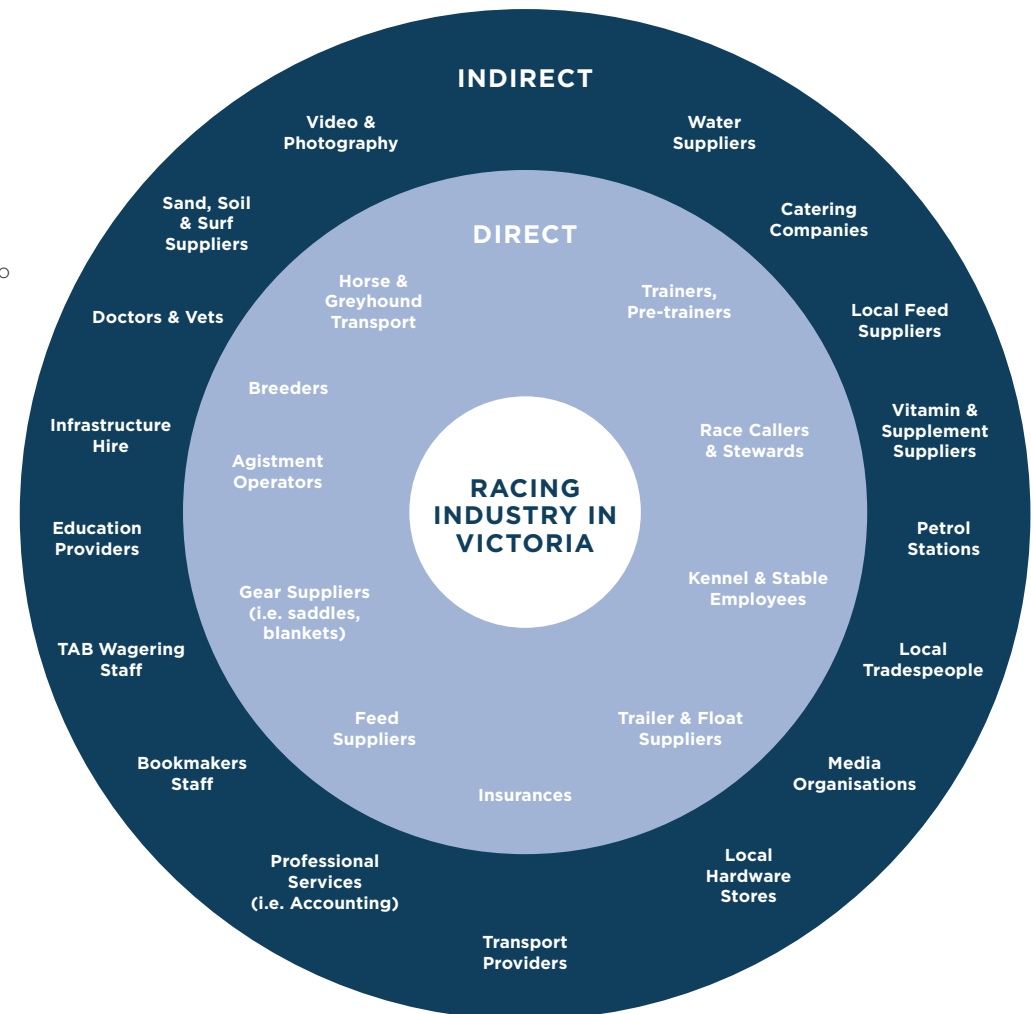 INDIRECT
Video &
Photography
Water
Suppliers
Sand, Soil
& Surf
Suppliers
Catering
Companies
Doctors & Vets
Local Feed
Suppliers
Infrastructure
Hire
Vitamin &
Supplement
Suppliers
Education
Providers
Petrol
Stations
TAB Wagering
Staff
Local
Tradespeople
Bookmakers
Staff
Media
Organisations
Professional
Services
(i.e. Accounting)
Local
Hardware
Stores
Transport
Providers
DIRECT
Horse &
Greyhound
Transport
Trainers,
Pre-trainers
Breeders
Race Callers
& Stewards
Agistment
Operators
Kennel & Stable
Employees
Gear Suppliers
(i.e. saddles,
blankets)
Feed
Suppliers
Trailer & Float
Suppliers
Insurances
RACING
INDUSTRY IN
VICTORIA